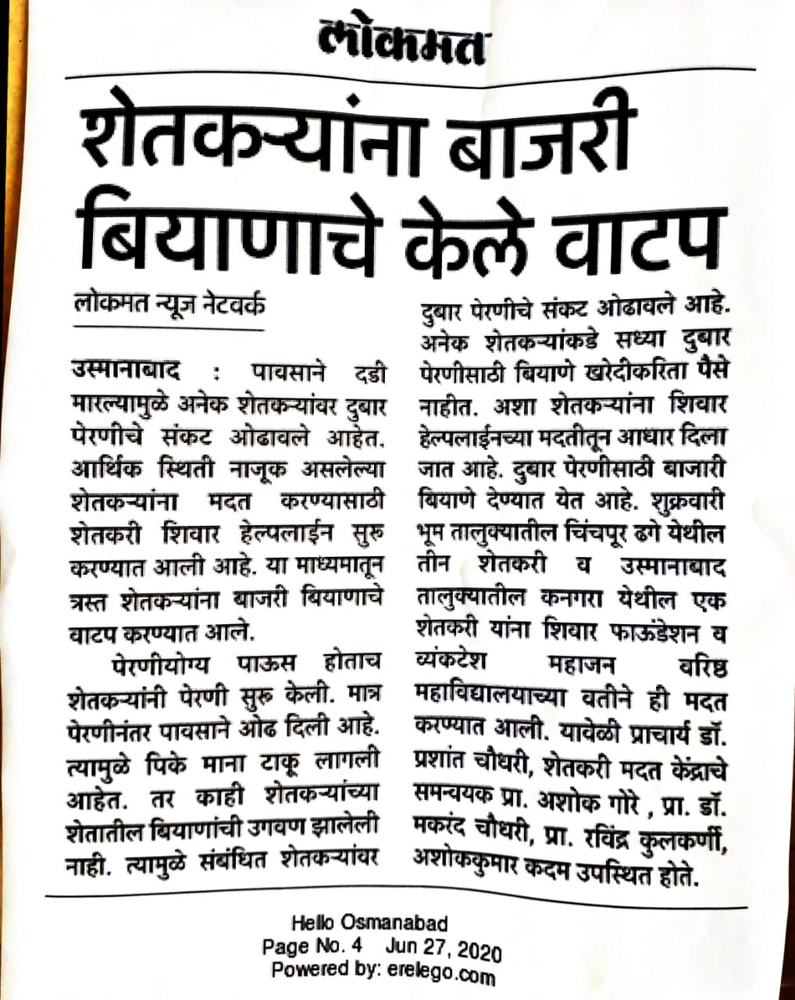 लोकमत
शेतकऱ्यांना बाजरी
बियाणाचे केले वाटप
लोकमत न्यूज नेटवर्क
उस्मानाबाद : पावसाने दडी
मारल्यामुळे अनेक शेतकऱ्यांवर दुबार
पेरणीचे संकट ओढावले आहेत.
आर्थिक स्थिती नाजूक असलेल्या
शेतकऱ्यांना मदत करण्यासाठी
शेतकरी शिवार हेल्पलाईन सुरू
करण्यात आली आहे. या माध्यमातून
त्रस्त शेतकऱ्यांना बाजरी बियाणाचे
वाटप करण्यात आले.
पेरणीयोग्य पाऊस होताच
शेतकऱ्यांनी पेरणी सुरू केली. मात्र
पेरणीनंतर पावसाने ओढ दिली आहे.
त्यामुळे पिके माना टाकू लागली
आहेत. तर काही शेतकऱ्यांच्या
शेतातील बियाणांची उगवण झालेली
नाही. त्यामुळे संबंधित शेतकऱ्यांवर
दुबार पेरणीचे संकट ओढावले आहे.
अनेक शेतकऱ्यांकडे सध्या दुबार
पेरणीसाठी बियाणे खरेदीकरिता पैसे
नाहीत. अशा शेतकऱ्यांना शिवार
हेल्पलाईनच्या मदतीतून आधार दिला
जात आहे. दुबार पेरणीसाठी बाजारी
बियाणे देण्यात येत आहे. शुक्रवारी
भूम तालुक्यातील चिंचपूर ढगे येथील
तीन शेतकरी व उस्मानाबाद
तालुक्यातील कनगरा येथील एक
शेतकरी यांना शिवार फाऊंडेशन व
व्यंकटेश महाजन वरिष्ठ
महाविद्यालयाच्या वतीने ही मदत
करण्यात आली. यावेळी प्राचार्य डॉ.
प्रशांत चौधरी, शेतकरी मदत केंद्राचे
समन्वयक प्रा. अशोक गोरे , प्रा. डॉ.
मकरंद चौधरी, प्रा. रविंद्र कुलकर्णी,
अशोककुमार कदम उपस्थित होते.
Hello Osmanabad
Page No. 4 Jun 27, 2020
Powered by: erelego.com